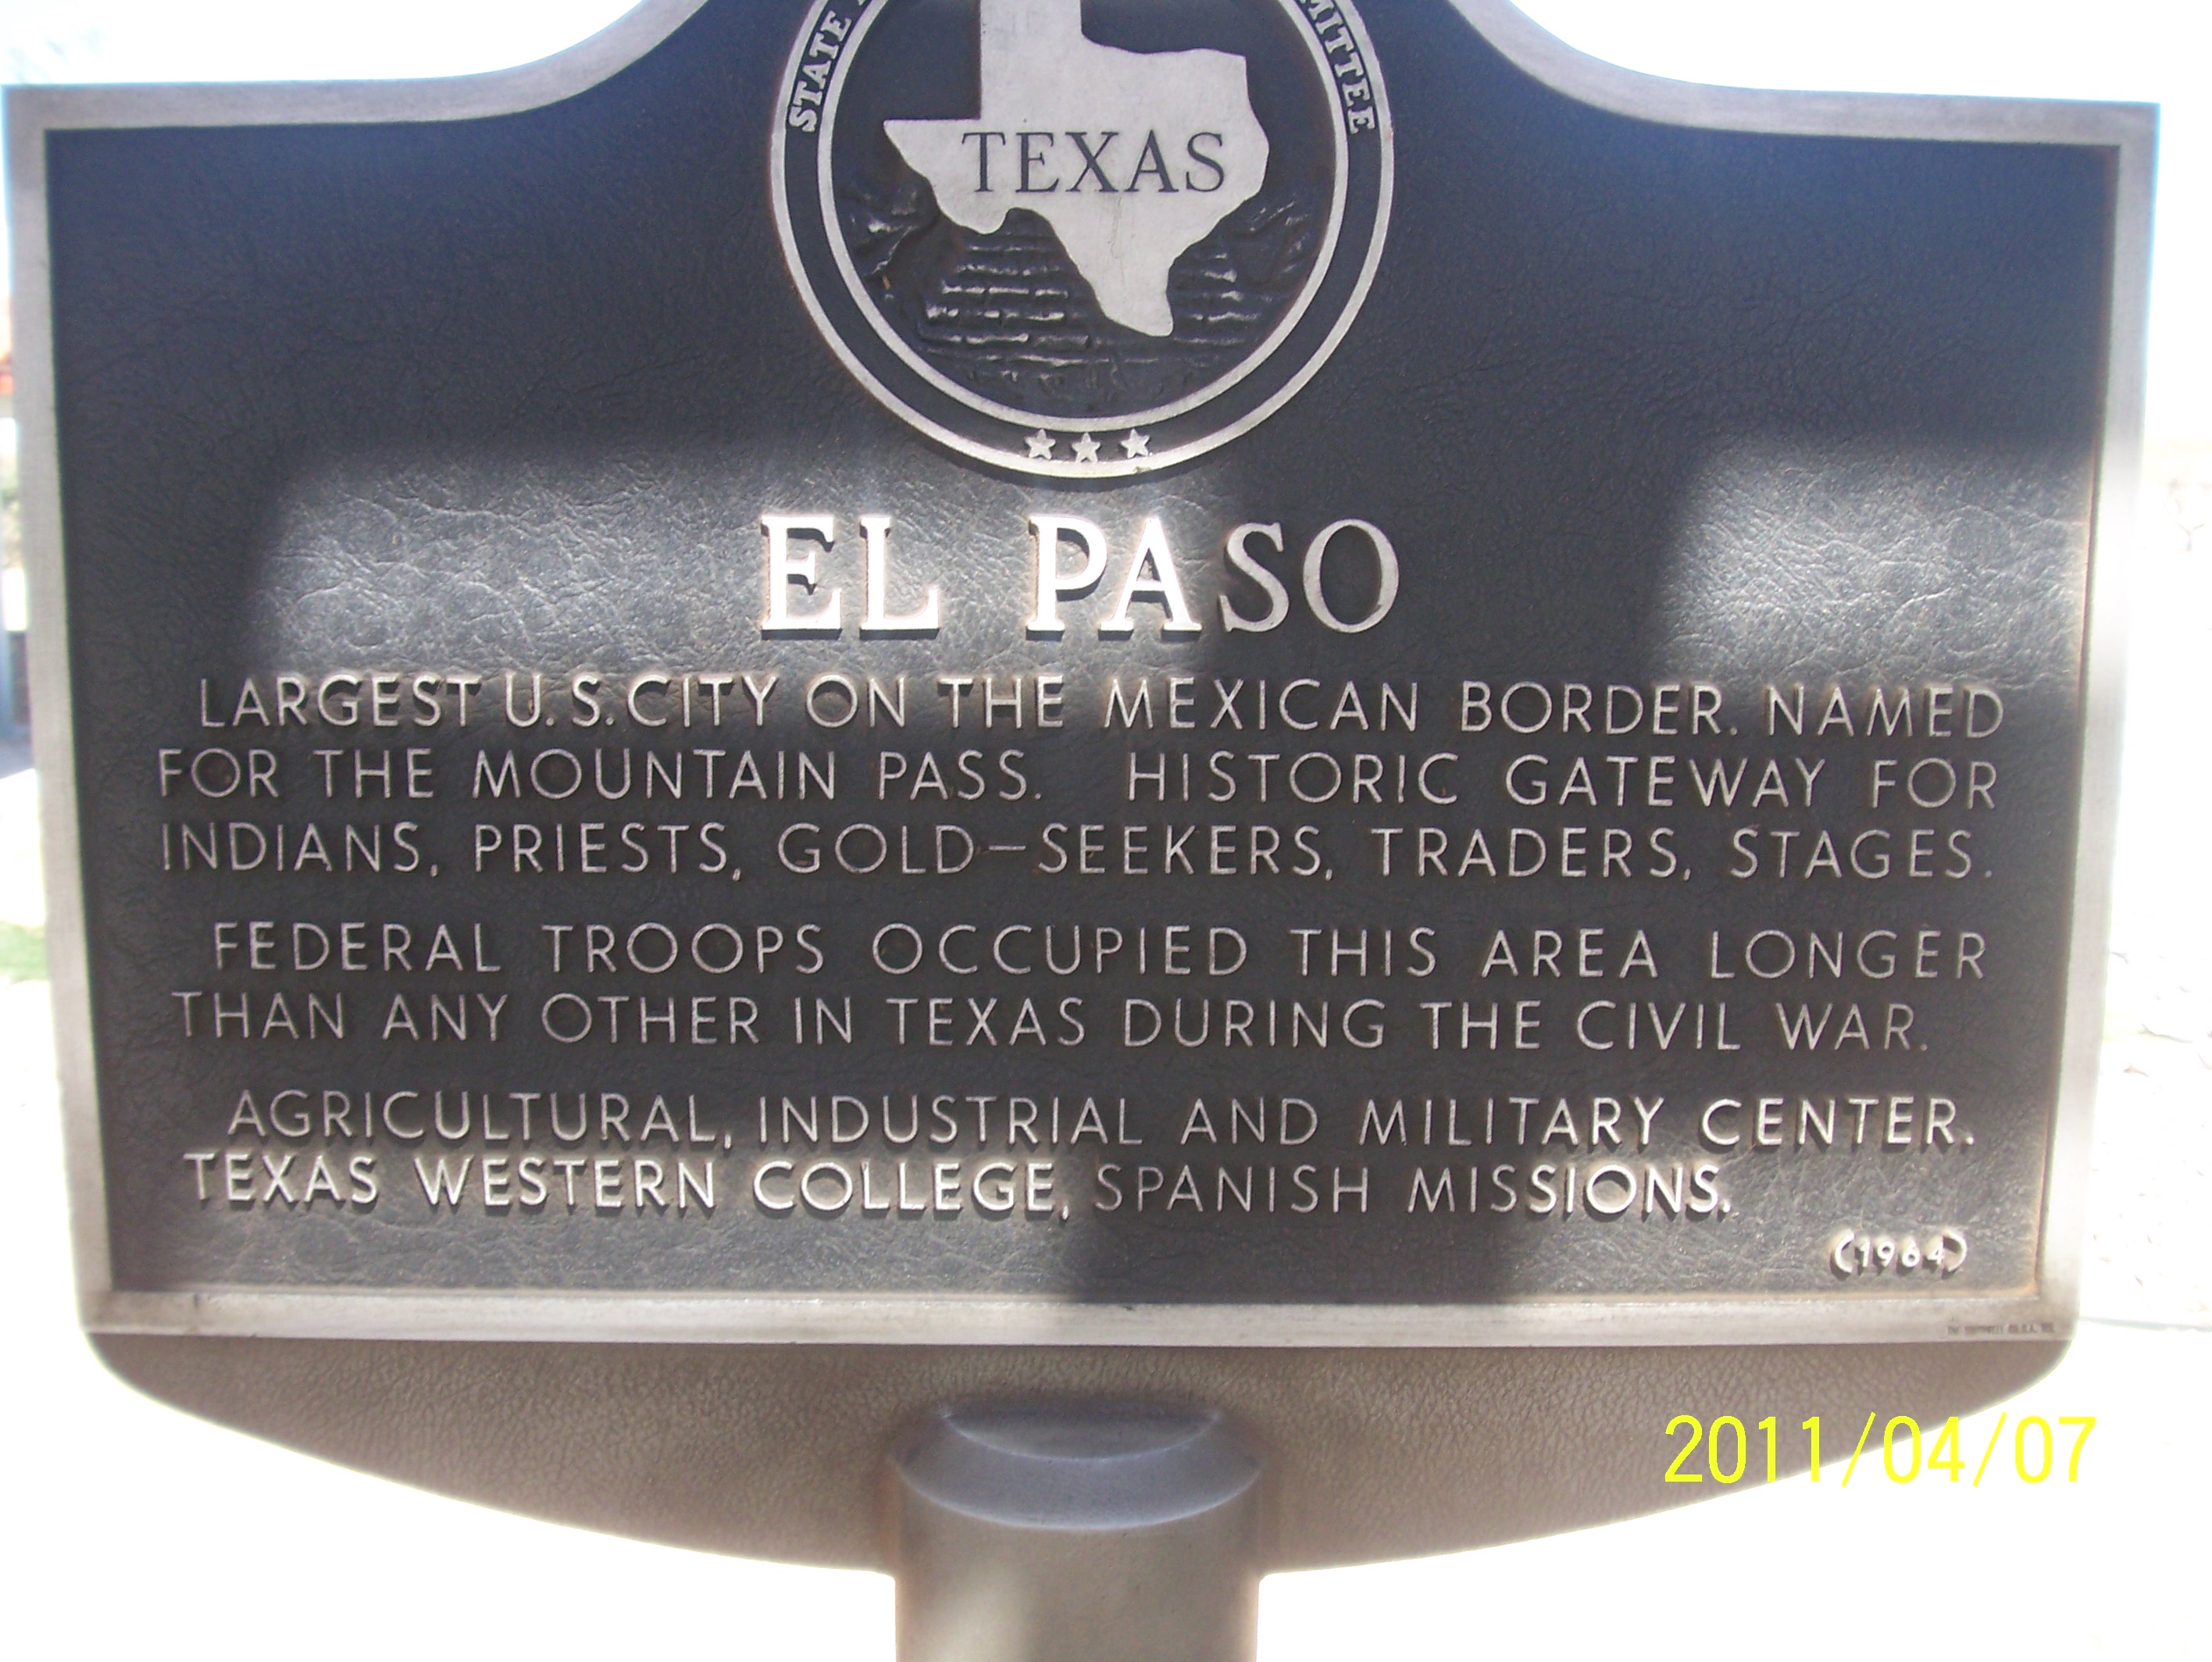 STATE
MITTEE
TEXAS
EL PASO
LARGEST U.S. CITY ON THE MEXICAN BORDER. NAMED
FOR THE MOUNTAIN PASS. HISTORIC GATEWAY FOR
INDIANS, PRIESTS, GOLD-SEEKERS, TRADERS, STAGES.
FEDERAL TROOPS OCCUPIED THIS AREA LONGER
THAN ANY OTHER IN TEXAS DURING THE CIVIL WAR.
AGRICULTURAL, INDUSTRIAL AND MILITARY CENTER.
TEXAS WESTERN COLLEGE, SPANISH MISSIONS.
(1964)
2011/04/07